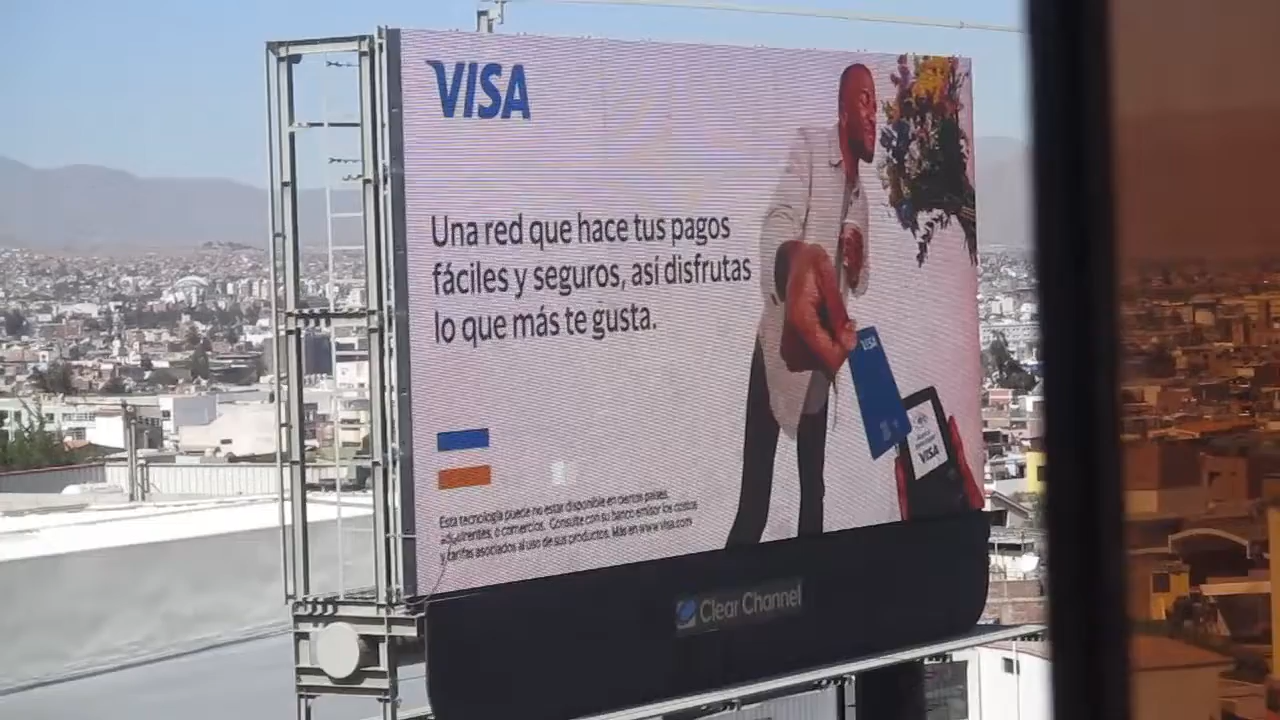 VISA
Una red que hace tus pagos
fáciles y seguros, así disfrutas
lo que más te gusta.
VISA
VISA
Esta tecnología puede no estar disponible en ciertos países,
adquirentes, o comercios. Consulte con su banco emisor los costos
y tarifas asociados al uso de sus productos. Más en www.visa.com
Clear Channel